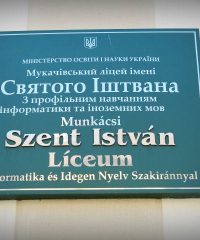 МІНІСТЕРСТВО ОСВІТИ І НАУКИ УКРАЇНИ
Мукачівський ліцей імені
Святого Іштвана
З профільним навчанням
інформатики та іноземних мов
Munkácsi
Szent István
Líceum
formatika és Idegen Nyelv Szakiránnyal